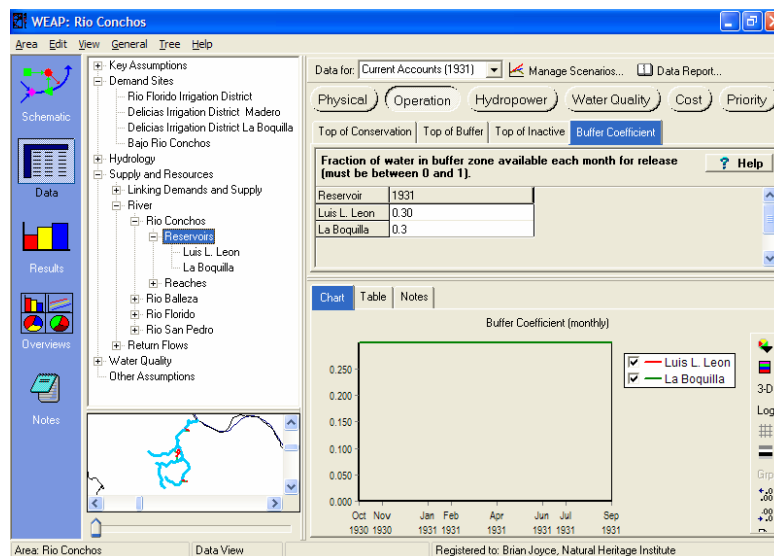 WEAP: Rio Conchos
Area Edit View General Tree Help
Schematic
Data
Results
Overviews
Notes
Key Assumptions
Demand Sites
Rio Florido Irrigation District
Delicias Irrigation District Madero
Delicias Irrigation District La Boquilla
Bajo Rio Conchos
Hydrology
Supply and Resources
Linking Demands and Supply
River
Rio Conchos
Reservoirs
Luis L. Leon
La Boquilla
Reaches
Rio Balleza
Rio Florido
Rio San Pedro
Return Flows
Water Quality
Other Assumptions
Data for: Current Accounts (1931) Manage Scenarios... Data Report...
Physical Operation Hydropower Water Quality Cost Priority
Top of Conservation Top of Buffer Top of Inactive Buffer Coefficient
Fraction of water in buffer zone available each month for release
(must be between 0 and 1).
? Help
Reservoir 1931
Luis L. Leon 0.30
La Boquilla 0.3
Chart Table Notes
Buffer Coefficient (monthly)
0.250
0.200
0.150
0.100
0.050
0.000
Oct Nov Jan Feb Apr Jun Jul Sep
1930 1930 1931 1931 1931 1931 1931 1931
Luis L. Leon
La Boquilla
3-D
Log
Grp
Area: Rio Conchos Data View Registered to: Brian Joyce, Natural Heritage Institute